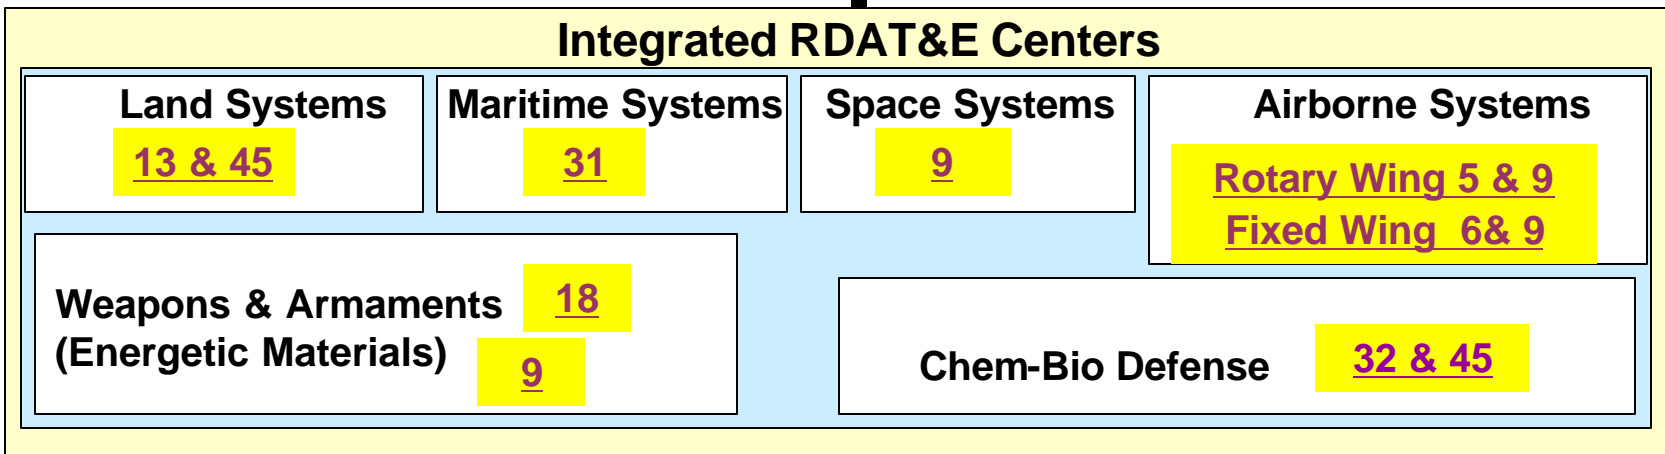 Integrated RDAT&E Centers
Land Systems
13 & 45
Maritime Systems
31
Space Systems
9
Airborne Systems
Rotary Wing 5 & 9
Fixed Wing  6& 9
Weapons & Armaments 18
(Energetic Materials) 9
Chem-Bio Defense 32 & 45